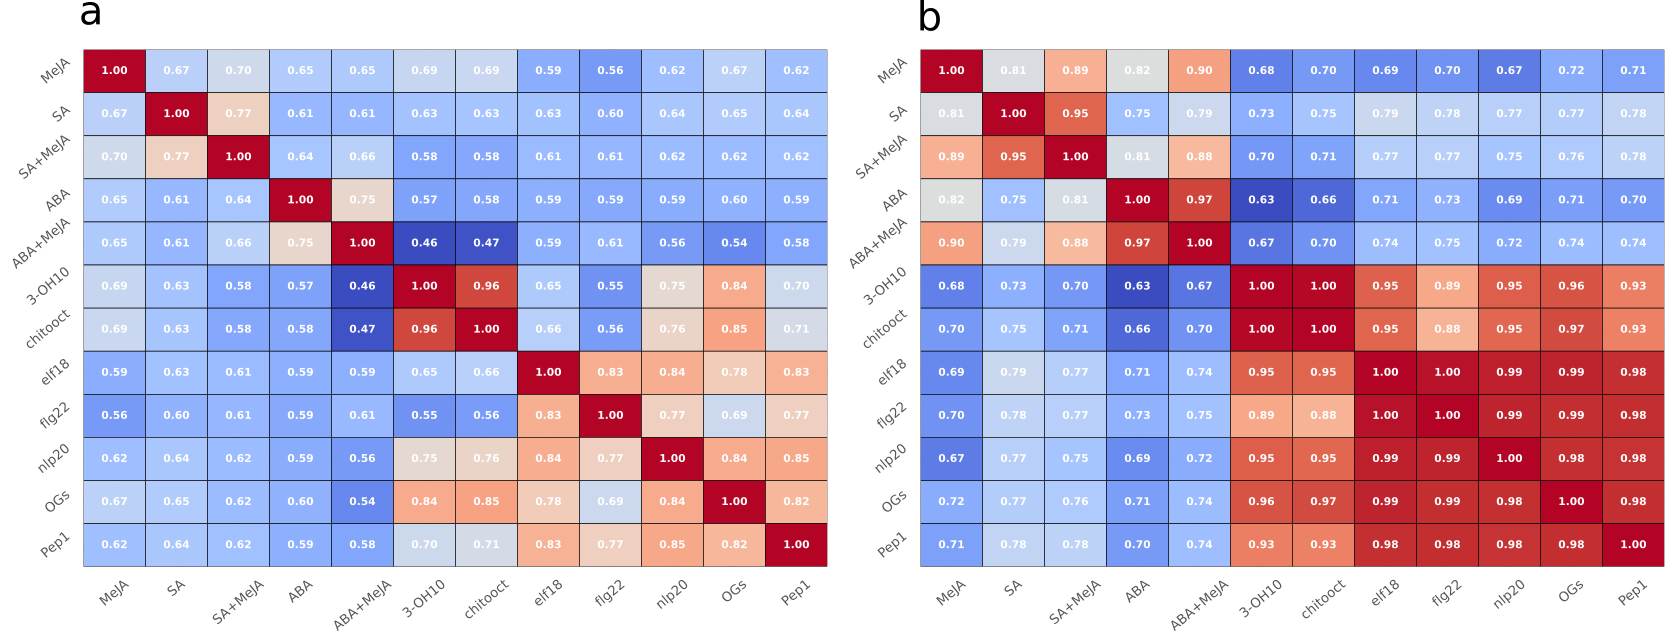 a
MeJA 1.00 0.67 0.70 0.65 0.65 0.69 0.69 0.59 0.56 0.62 0.67 0.62
SA 0.67 1.00 0.77 0.61 0.61 0.63 0.63 0.63 0.60 0.64 0.65 0.64
SA+MeJA 0.70 0.77 1.00 0.64 0.66 0.58 0.58 0.61 0.61 0.62 0.62 0.62
ABA 0.65 0.61 0.64 1.00 0.75 0.57 0.58 0.59 0.59 0.59 0.60 0.59
ABA+MeJA 0.65 0.61 0.66 0.75 1.00 0.46 0.47 0.59 0.61 0.56 0.54 0.58
3-OH10 0.69 0.63 0.58 0.57 0.46 1.00 0.96 0.65 0.55 0.75 0.84 0.70
chitooct 0.69 0.63 0.58 0.58 0.47 0.96 1.00 0.66 0.56 0.76 0.85 0.71
elf18 0.59 0.63 0.61 0.59 0.59 0.65 0.66 1.00 0.83 0.84 0.78 0.83
flg22 0.56 0.60 0.61 0.59 0.61 0.55 0.56 0.83 1.00 0.77 0.69 0.77
nlp20 0.62 0.64 0.62 0.59 0.56 0.75 0.76 0.84 0.77 1.00 0.84 0.85
OGs 0.67 0.65 0.62 0.60 0.54 0.84 0.85 0.78 0.69 0.84 1.00 0.82
Pep1 0.62 0.64 0.62 0.59 0.58 0.70 0.71 0.83 0.77 0.85 0.82 1.00
MeJA SA SA+MeJA ABA ABA+MeJA 3-OH10 chitooct elf18 flg22 nlp20 OGs Pep1
b
MeJA 1.00 0.81 0.89 0.82 0.90 0.68 0.70 0.69 0.70 0.67 0.72 0.71
SA 0.81 1.00 0.95 0.75 0.79 0.73 0.75 0.79 0.78 0.77 0.77 0.78
SA+MeJA 0.89 0.95 1.00 0.81 0.88 0.70 0.71 0.77 0.77 0.75 0.76 0.78
ABA 0.82 0.75 0.81 1.00 0.97 0.63 0.66 0.71 0.73 0.69 0.71 0.70
ABA+MeJA 0.90 0.79 0.88 0.97 1.00 0.67 0.70 0.74 0.75 0.72 0.74 0.74
3-OH10 0.68 0.73 0.70 0.63 0.67 1.00 1.00 0.95 0.89 0.95 0.96 0.93
chitooct 0.70 0.75 0.71 0.66 0.70 1.00 1.00 0.95 0.88 0.95 0.97 0.93
elf18 0.69 0.79 0.77 0.71 0.74 0.95 0.95 1.00 1.00 0.99 0.99 0.98
flg22 0.70 0.78 0.77 0.73 0.75 0.89 0.88 1.00 1.00 0.99 0.99 0.98
nlp20 0.67 0.77 0.75 0.69 0.72 0.95 0.95 0.99 0.99 1.00 0.98 0.98
OGs 0.72 0.77 0.76 0.71 0.74 0.96 0.97 0.99 0.99 0.98 1.00 0.98
Pep1 0.71 0.78 0.78 0.70 0.74 0.93 0.93 0.98 0.98 0.98 0.98 1.00
MeJA SA SA+MeJA ABA ABA+MeJA 3-OH10 chitooct elf18 flg22 nlp20 OGs Pep1